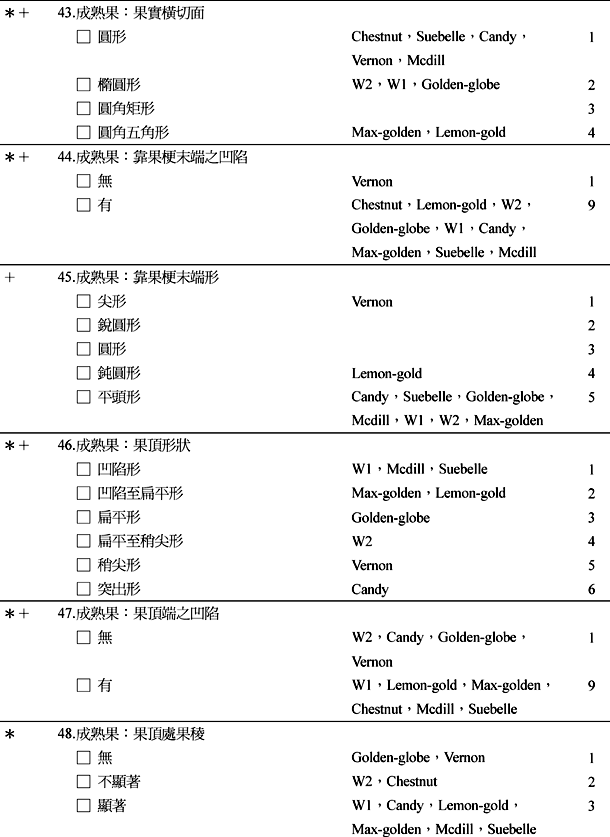 ＊＋ 43.成熟果：果實橫切面
□ 圓形 Chestnut，Suebelle，Candy， 1
Vernon，Mcdill
□ 橢圓形 W2，W1，Golden-globe 2
□ 圓角矩形 3
□ 圓角五角形 Max-golden，Lemon-gold 4
＊＋ 44.成熟果：靠果梗末端之凹陷
□ 無 Vernon 1
□ 有 Chestnut，Lemon-gold，W2， 9
Golden-globe，W1，Candy，
Max-golden，Suebelle，Mcdill
＋ 45.成熟果：靠果梗末端形
□ 尖形 Vernon 1
□ 銳圓形 2
□ 圓形 3
□ 鈍圓形 Lemon-gold 4
□ 平頭形 Candy，Suebelle，Golden-globe， 5
Mcdill，W1，W2，Max-golden
＊＋ 46.成熟果：果頂形狀
□ 凹陷形 W1，Mcdill，Suebelle 1
□ 凹陷至扁平形 Max-golden，Lemon-gold 2
□ 扁平形 Golden-globe 3
□ 扁平至稍尖形 W2 4
□ 稍尖形 Vernon 5
□ 突出形 Candy 6
＊＋ 47.成熟果：果頂端之凹陷
□ 無 W2，Candy，Golden-globe， 1
Vernon
□ 有 W1，Lemon-gold，Max-golden， 9
Chestnut，Mcdill，Suebelle
＊ 48.成熟果：果頂處果稜
□ 無 Golden-globe，Vernon 1
□ 不顯著 W2，Chestnut 2
□ 顯著 W1，Candy，Lemon-gold， 3
Max-golden，Mcdill，Suebelle